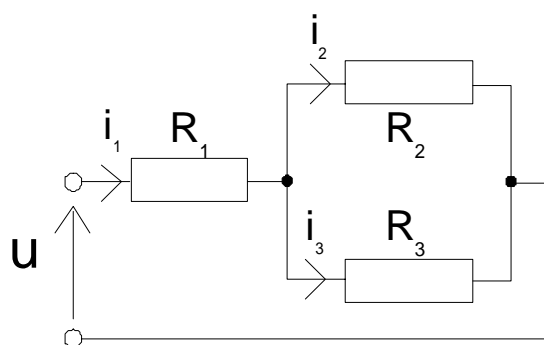 i₂
R₂
i₁ R₁
i₃ R₃
u